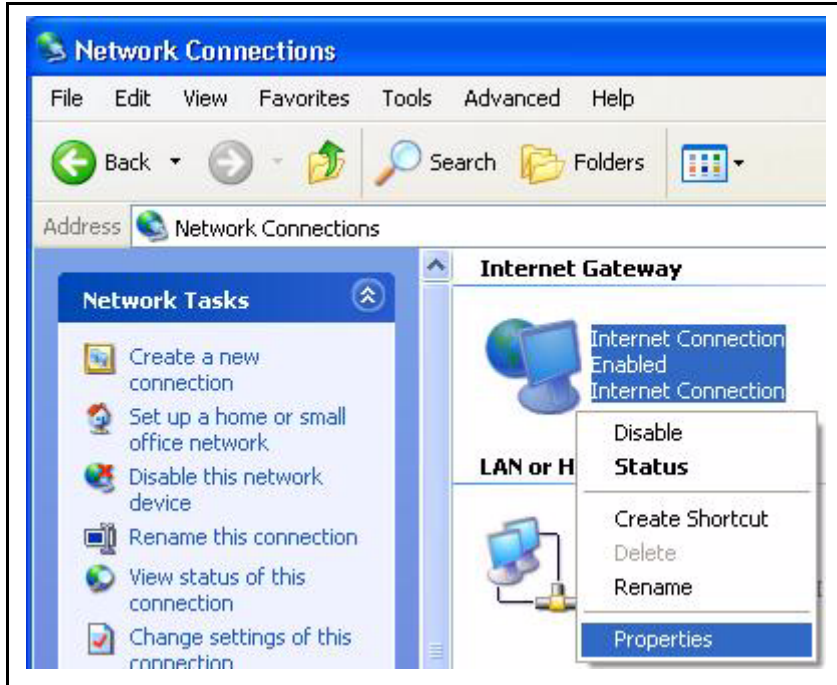 Network Connections
File Edit View Favorites Tools Advanced Help
Back Search Folders
Address Network Connections
Network Tasks
Create a new
connection
Set up a home or small
office network
Disable this network
device
Rename this connection
View status of this
connection
Change settings of this
connection
Internet Gateway
Internet Connection
Enabled
Internet Connection
Disable
Status
Create Shortcut
Delete
Rename
Properties
LAN or H